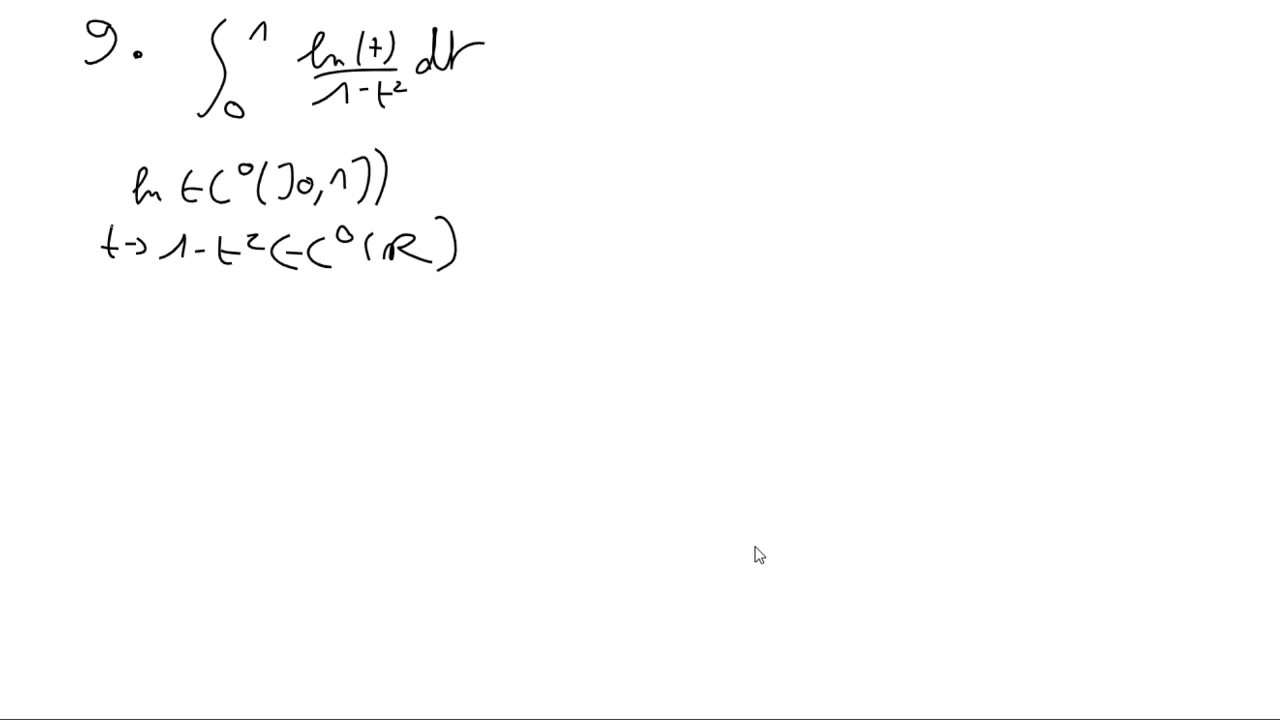 9. ∫₀¹ ln(t)/(1-t²) dt
ln ∈ C⁰(]0,1])
t → 1-t² ∈ C⁰(ℝ)